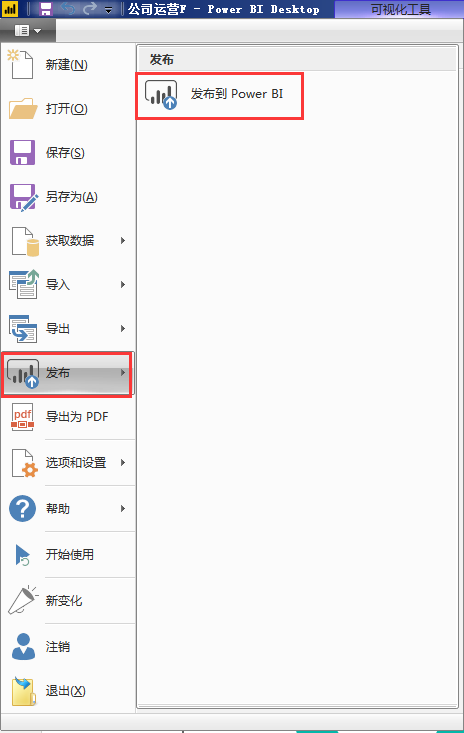 公司运营F - Power BI Desktop
可视化工具
新建(N)
打开(O)
保存(S)
另存为(A)
获取数据
导入
导出
发布
导出为 PDF
选项和设置
帮助
开始使用
新变化
注销
退出(X)
发布
发布到 Power BI
pdf